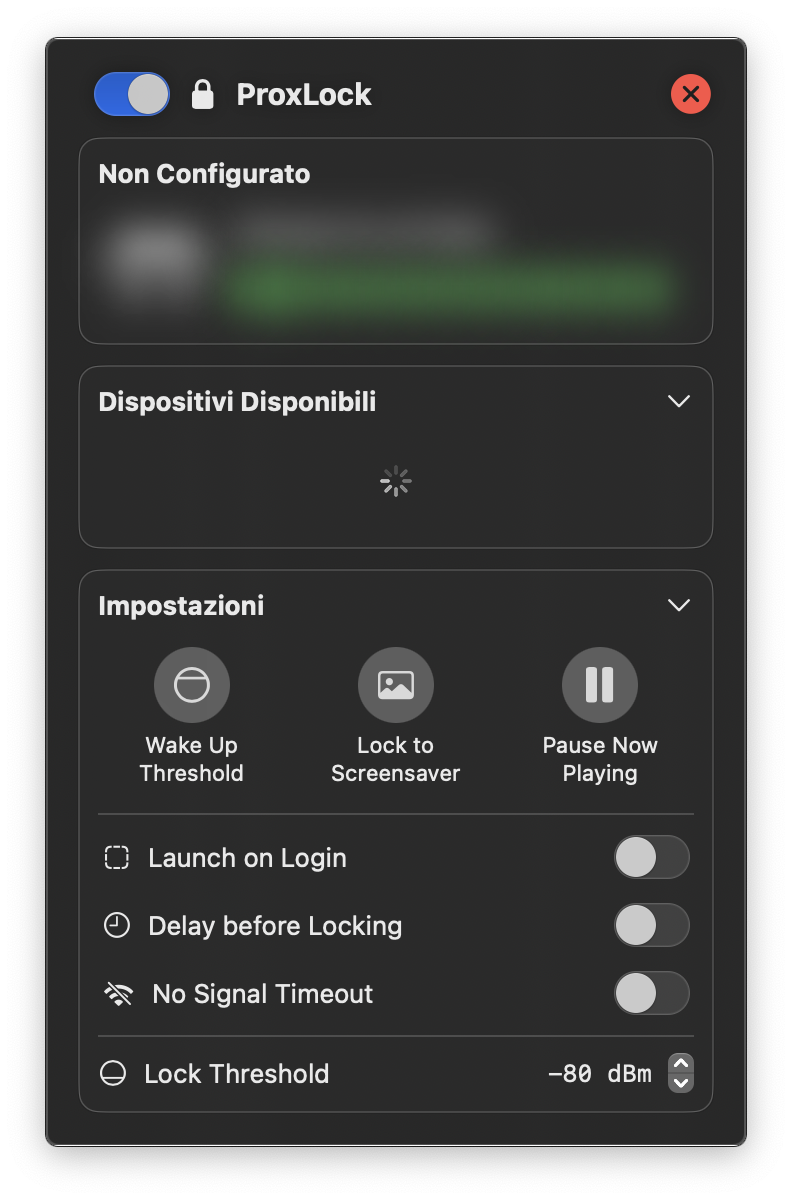 ProxLock
Non Configurato
Dispositivi Disponibili
Impostazioni
Wake Up
Threshold
Lock to
Screensaver
Pause Now
Playing
Launch on Login
Delay before Locking
No Signal Timeout
Lock Threshold
−80 dBm